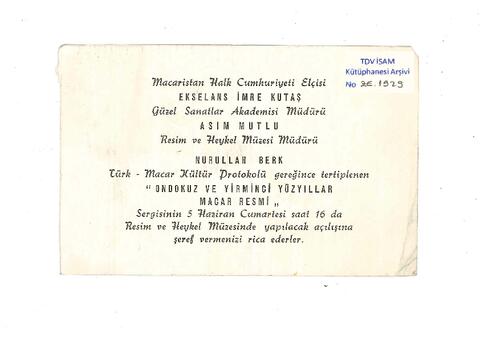 TDV İSAM
Kütüphanesi Arşivi
No 2E.1929
Macaristan Halk Cumhuriyeti Elçisi
EKSELANS İMRE KUTAŞ
Güzel Sanatlar Akademisi Müdürü
ASIM MUTLU
Resim ve Heykel Müzesi Müdürü
NURULLAH BERK
Türk - Macar Kültür Protokolü gereğince tertiplenen
" ONDOKUZ VE YİRMİNCİ YÜZYILLAR
MACAR RESMİ „
Sergisinin 5 Haziran Cumartesi saat 16 da
Resim ve Heykel Müzesinde yapılacak açılışına
şeref vermenizi rica ederler.